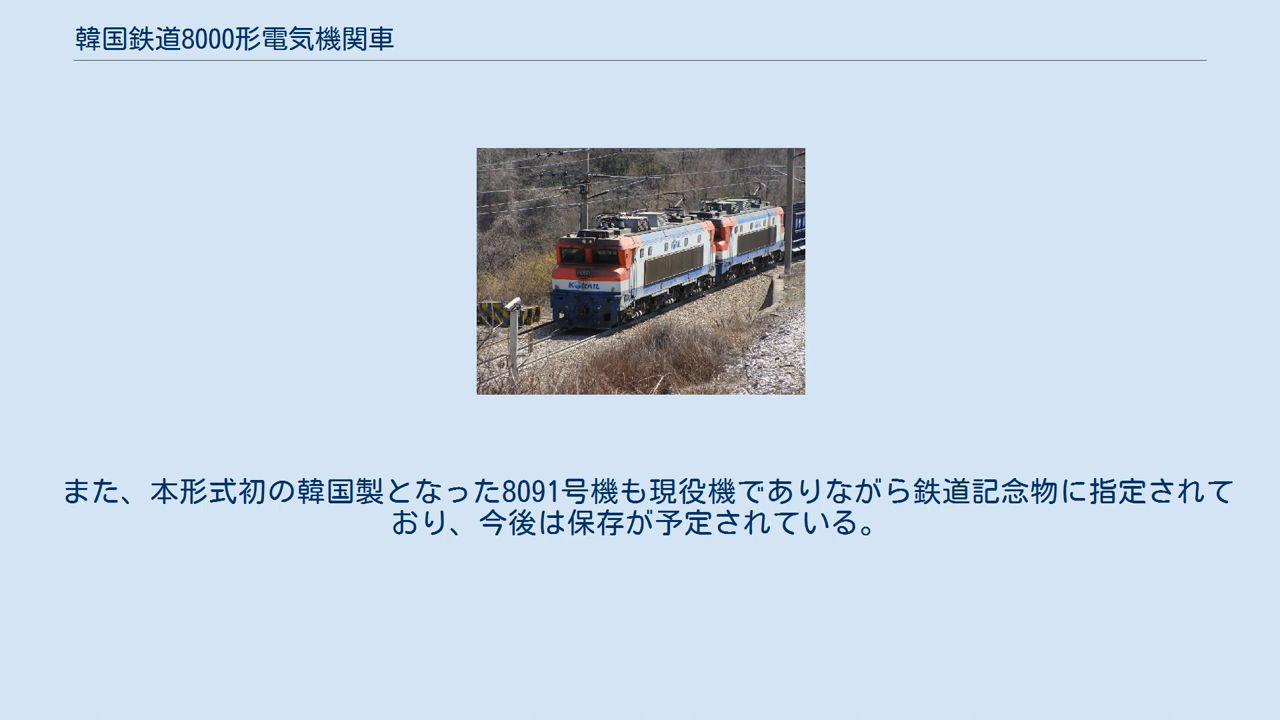 韓国鉄道8000形電気機関車
KORAIL
また、本形式初の韓国製となった8091号機も現役機でありながら鉄道記念物に指定されて
おり、今後は保存が予定されている。